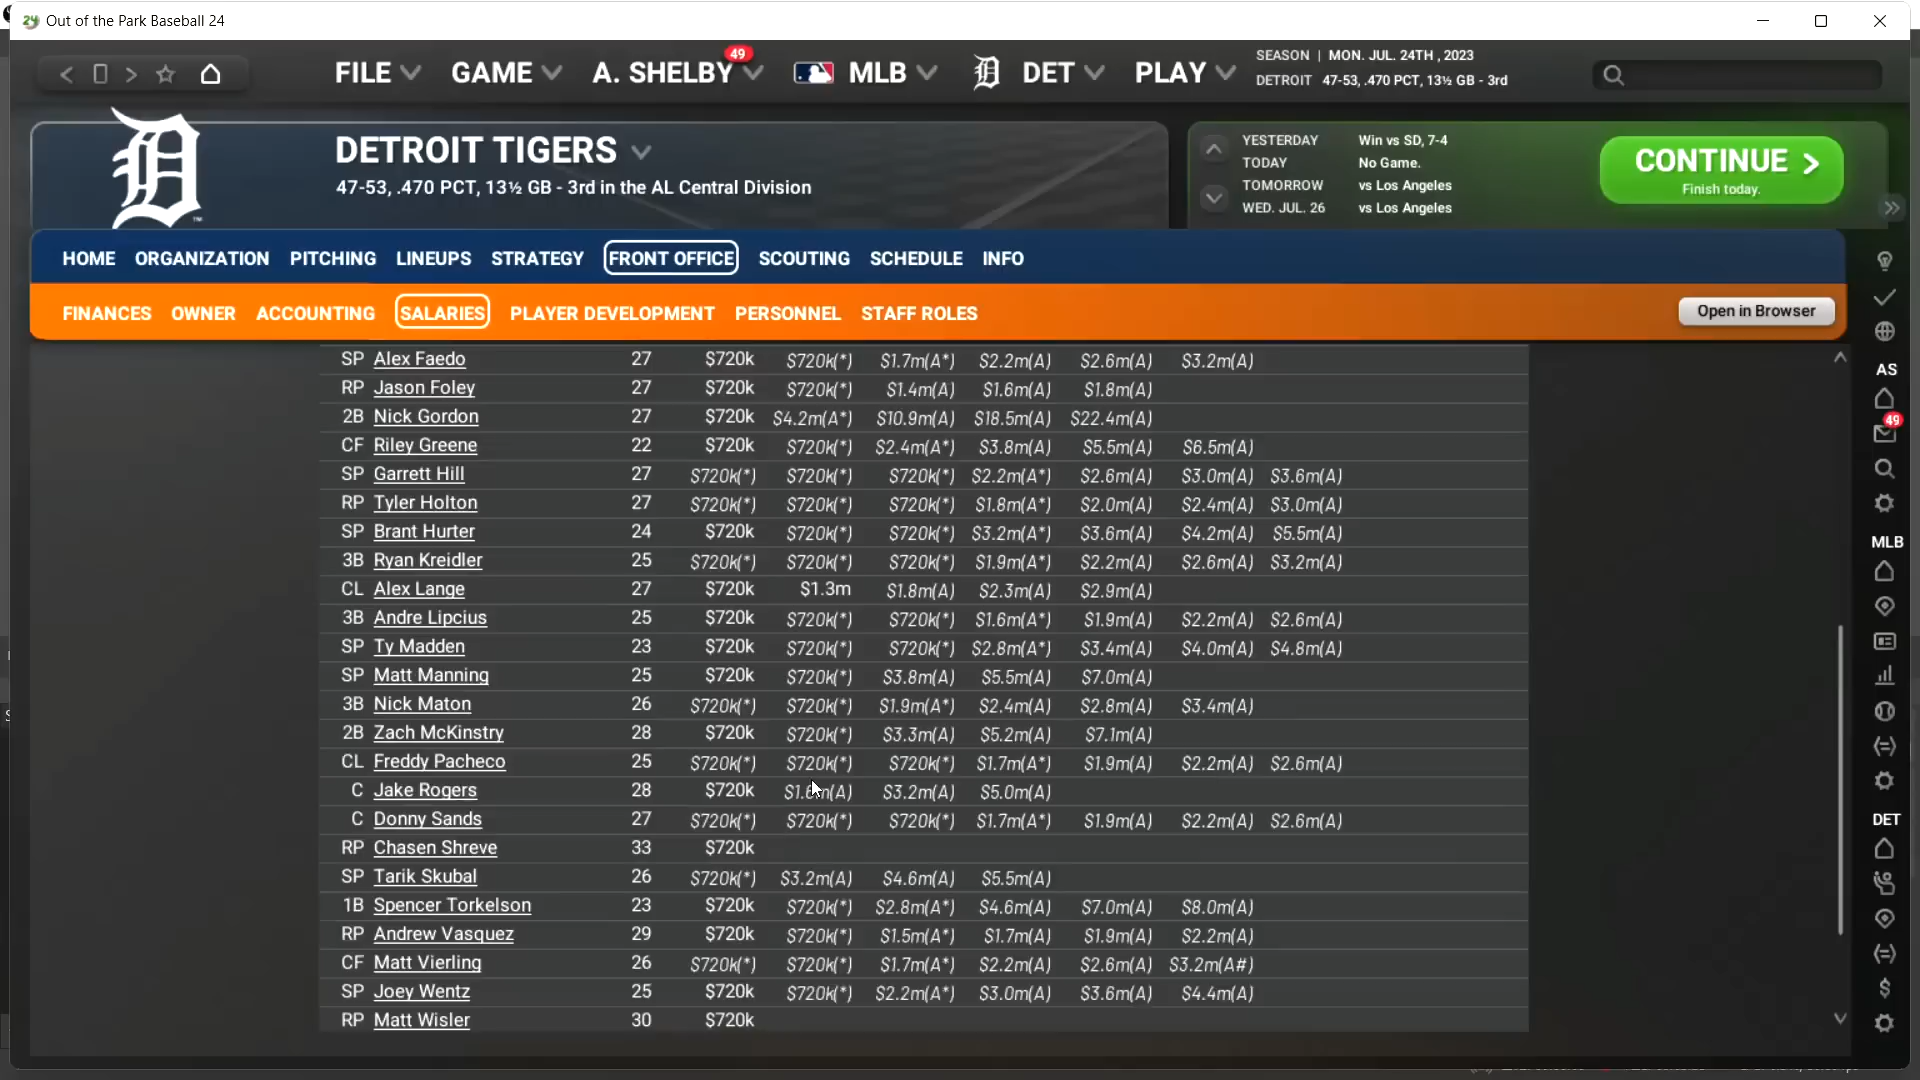 Out of the Park Baseball 24
FILE GAME A. SHELBY 49 MLB DET PLAY
SEASON | MON. JUL. 24TH , 2023
DETROIT 47-53, .470 PCT, 13½ GB - 3rd
DETROIT TIGERS
47-53, .470 PCT, 13½ GB - 3rd in the AL Central Division
YESTERDAY Win vs SD, 7-4
TODAY No Game.
TOMORROW vs Los Angeles
WED. JUL. 26 vs Los Angeles
CONTINUE
Finish today.
HOME ORGANIZATION PITCHING LINEUPS STRATEGY FRONT OFFICE SCOUTING SCHEDULE INFO
FINANCES OWNER ACCOUNTING SALARIES PLAYER DEVELOPMENT PERSONNEL STAFF ROLES Open in Browser
SP Alex Faedo 27 $720k $720k(*) $1.7m(A*) $2.2m(A) $2.6m(A) $3.2m(A)
RP Jason Foley 27 $720k $720k(*) $1.4m(A) $1.6m(A) $1.8m(A)
2B Nick Gordon 27 $720k $4.2m(A*) $10.9m(A) $18.5m(A) $22.4m(A)
CF Riley Greene 22 $720k $720k(*) $2.4m(A*) $3.8m(A) $5.5m(A) $6.5m(A)
SP Garrett Hill 27 $720k(*) $720k(*) $720k(*) $2.2m(A*) $2.6m(A) $3.0m(A) $3.6m(A)
RP Tyler Holton 27 $720k(*) $720k(*) $720k(*) $1.8m(A*) $2.0m(A) $2.4m(A) $3.0m(A)
SP Brant Hurter 24 $720k $720k(*) $720k(*) $3.2m(A*) $3.6m(A) $4.2m(A) $5.5m(A)
3B Ryan Kreidler 25 $720k(*) $720k(*) $720k(*) $1.9m(A*) $2.2m(A) $2.6m(A) $3.2m(A)
CL Alex Lange 27 $720k $1.3m $1.8m(A) $2.3m(A) $2.9m(A)
3B Andre Lipcius 25 $720k $720k(*) $720k(*) $1.6m(A*) $1.9m(A) $2.2m(A) $2.6m(A)
SP Ty Madden 23 $720k $720k(*) $720k(*) $2.8m(A*) $3.4m(A) $4.0m(A) $4.8m(A)
SP Matt Manning 25 $720k $720k(*) $3.8m(A) $5.5m(A) $7.0m(A)
3B Nick Maton 26 $720k(*) $720k(*) $1.9m(A*) $2.4m(A) $2.8m(A) $3.4m(A)
2B Zach McKinstry 28 $720k $720k(*) $3.3m(A) $5.2m(A) $7.1m(A)
CL Freddy Pacheco 25 $720k(*) $720k(*) $720k(*) $1.7m(A*) $1.9m(A) $2.2m(A) $2.6m(A)
C Jake Rogers 28 $720k $3.2m(A) $5.0m(A)
C Donny Sands 27 $720k(*) $720k(*) $720k(*) $1.7m(A*) $1.9m(A) $2.2m(A) $2.6m(A)
RP Chasen Shreve 33 $720k
SP Tarik Skubal 26 $720k(*) $3.2m(A) $4.6m(A) $5.5m(A)
1B Spencer Torkelson 23 $720k $720k(*) $2.8m(A*) $4.6m(A) $7.0m(A) $8.0m(A)
RP Andrew Vasquez 29 $720k $720k(*) $1.5m(A*) $1.7m(A) $1.9m(A) $2.2m(A)
CF Matt Vierling 26 $720k(*) $720k(*) $1.7m(A*) $2.2m(A) $2.6m(A) $3.2m(A#)
SP Joey Wentz 25 $720k $720k(*) $2.2m(A*) $3.0m(A) $3.6m(A) $4.4m(A)
RP Matt Wisler 30 $720k
AS
49
MLB
DET